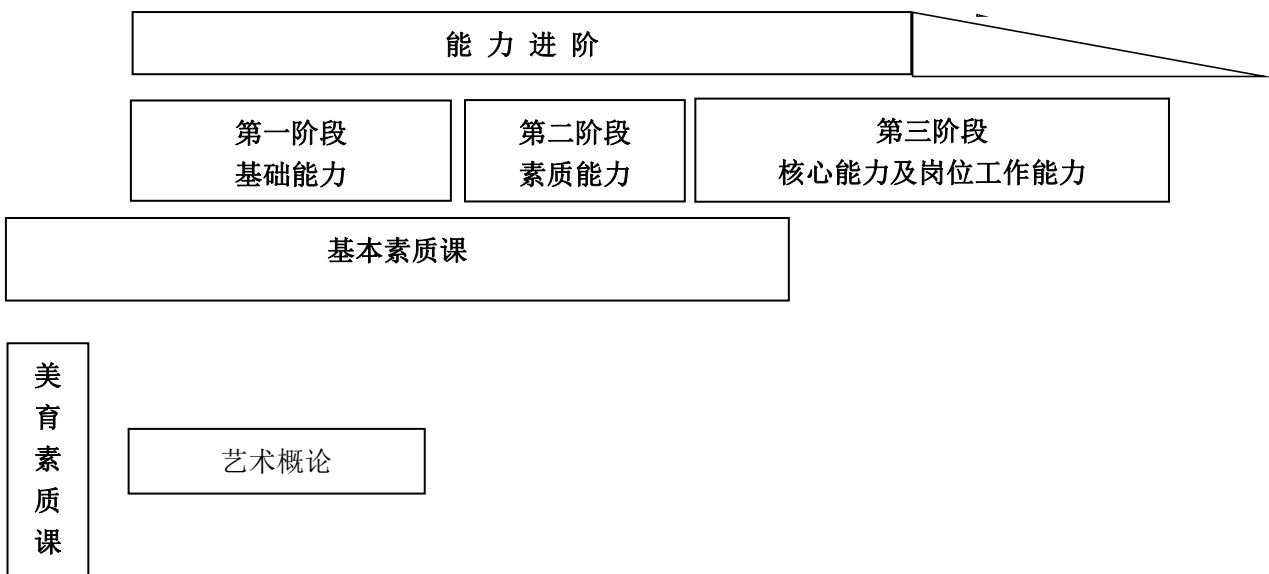 能 力 进 阶
第一阶段
基础能力
第二阶段
素质能力
第三阶段
核心能力及岗位工作能力
基本素质课
美
育
素
质
课
艺术概论